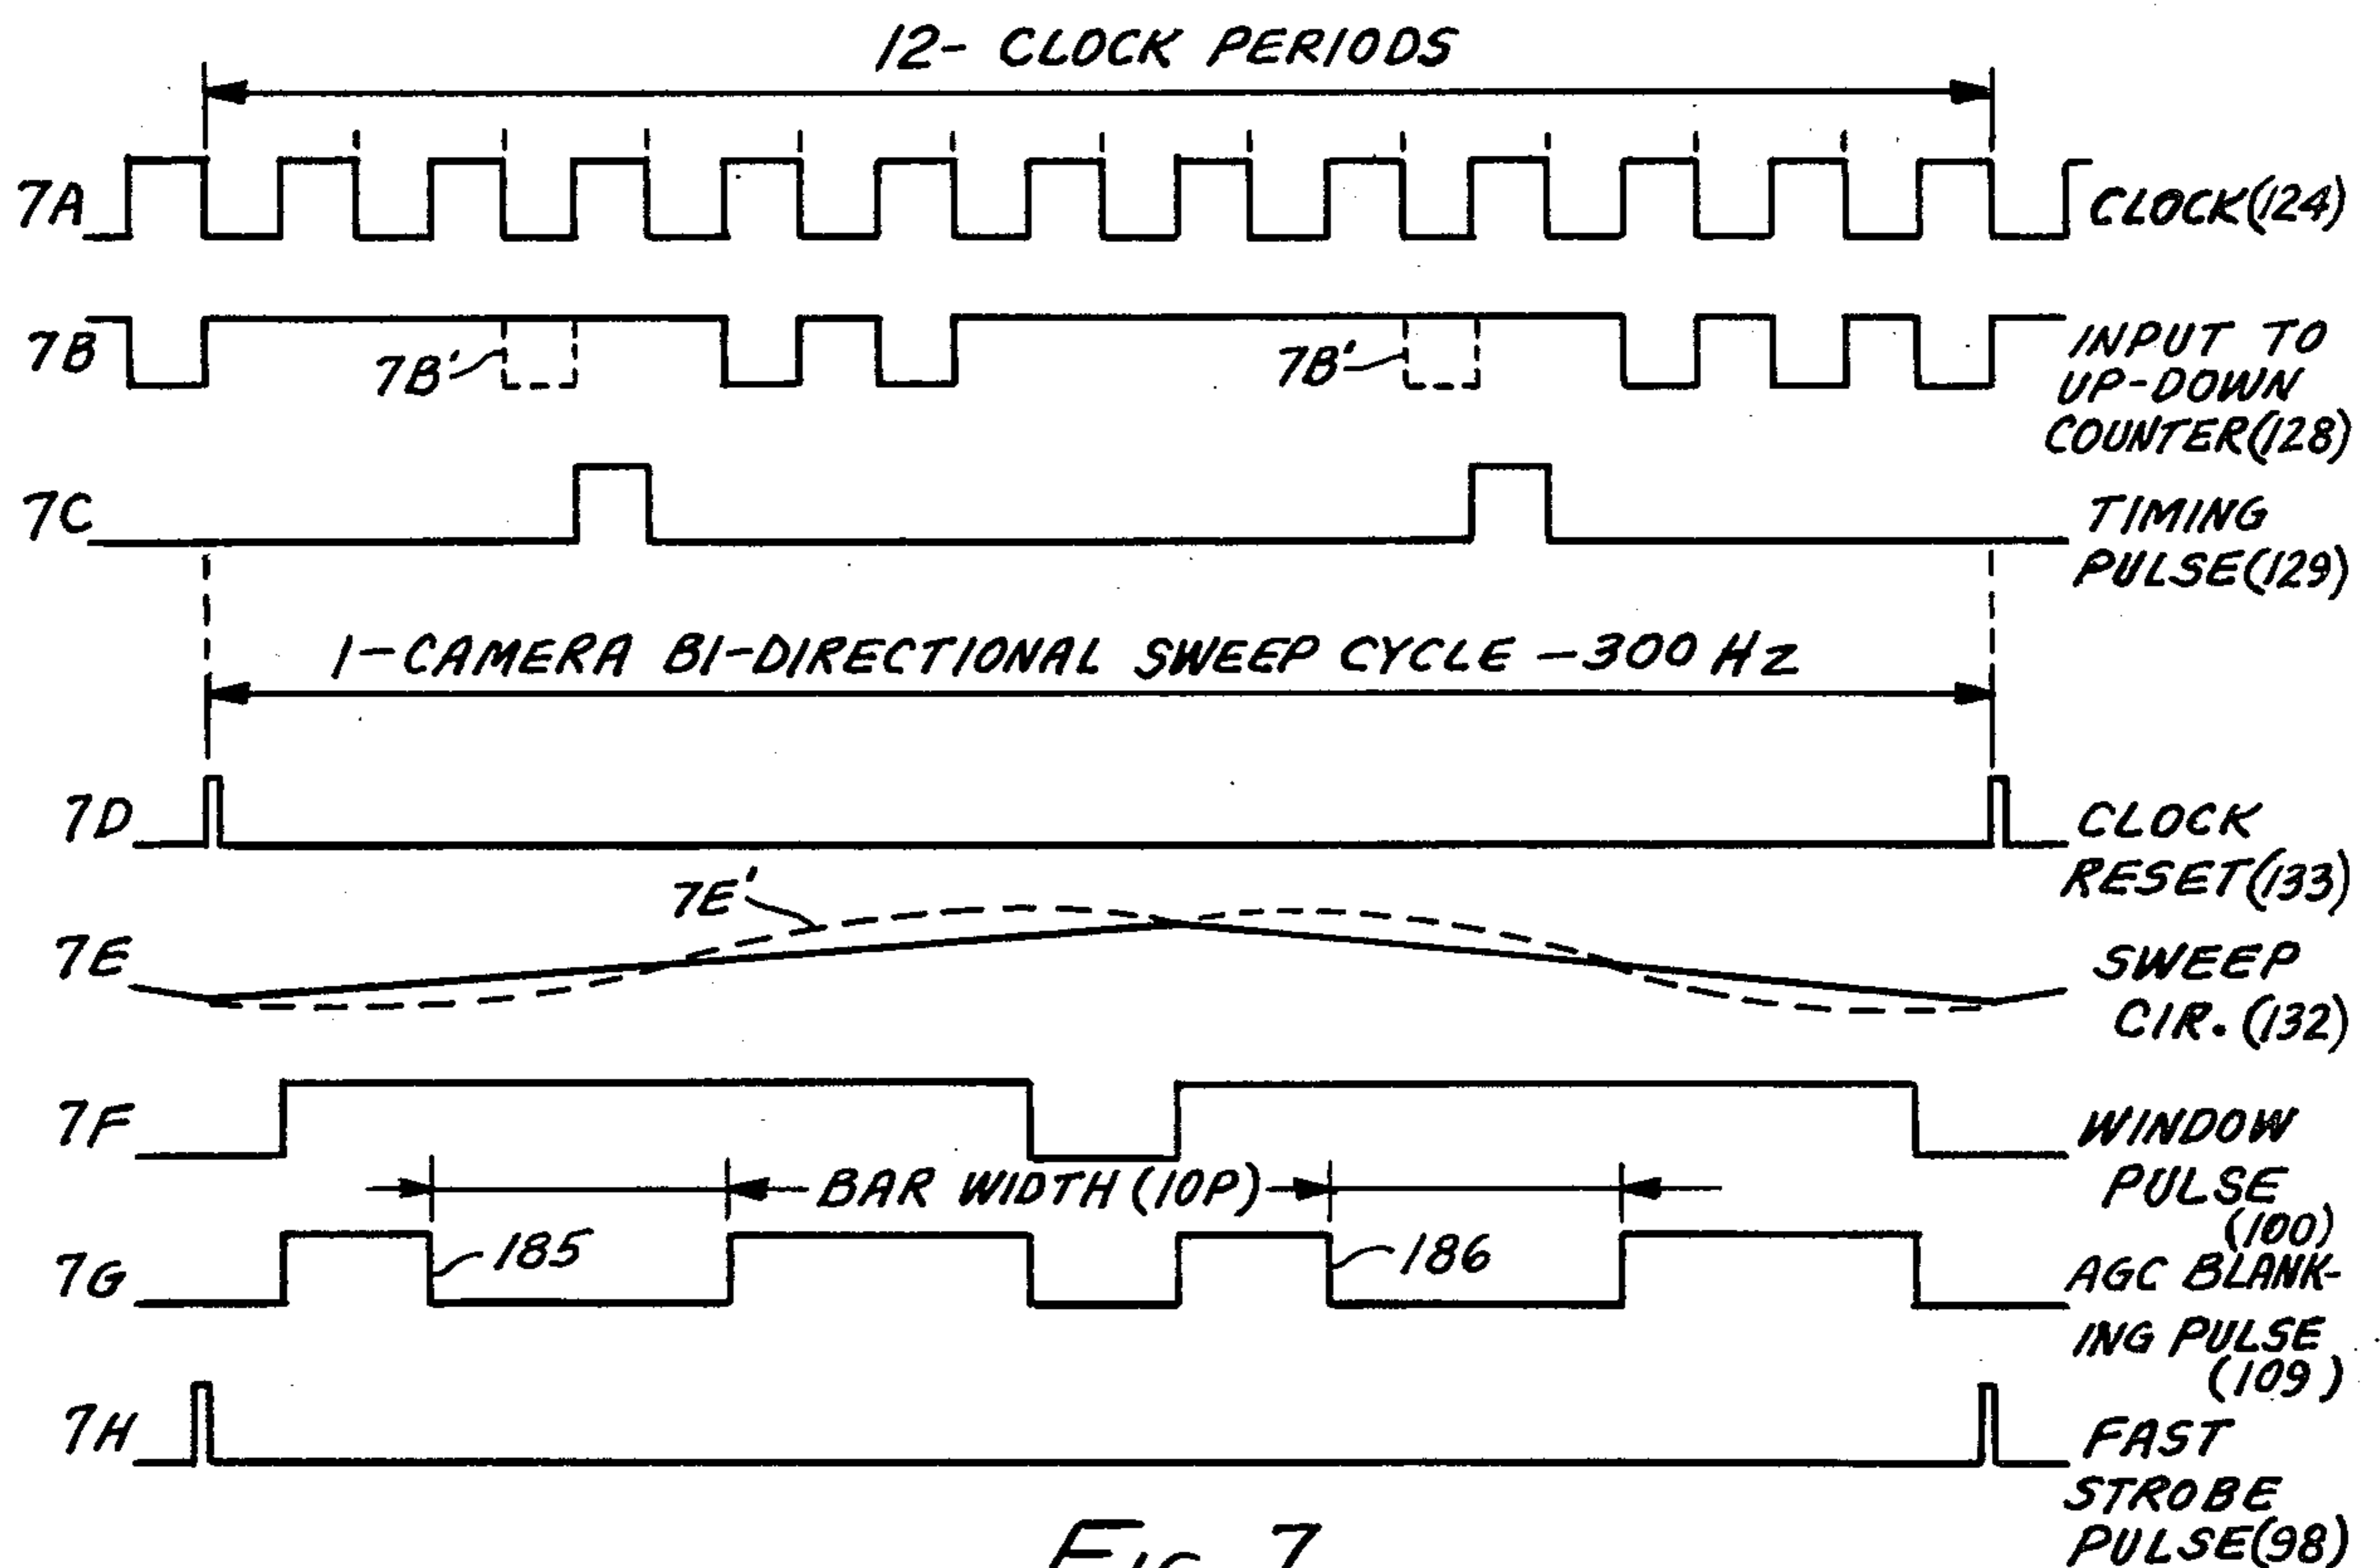 12- CLOCK PERIODS
7A
CLOCK(124)
7B
7B'
7B'
INPUT TO
UP-DOWN
COUNTER(128)
7C
TIMING
PULSE(129)
1-CAMERA BI-DIRECTIONAL SWEEP CYCLE -300 Hz
7D
CLOCK
RESET(133)
7E'
7E
SWEEP
CIR. (132)
7F
WINDOW
PULSE
(100)
BAR WIDTH (10P)
7G
185
186
AGC BLANK-
ING PULSE
(109)
7H
FAST
STROBE
PULSE(98)
FIG. 7